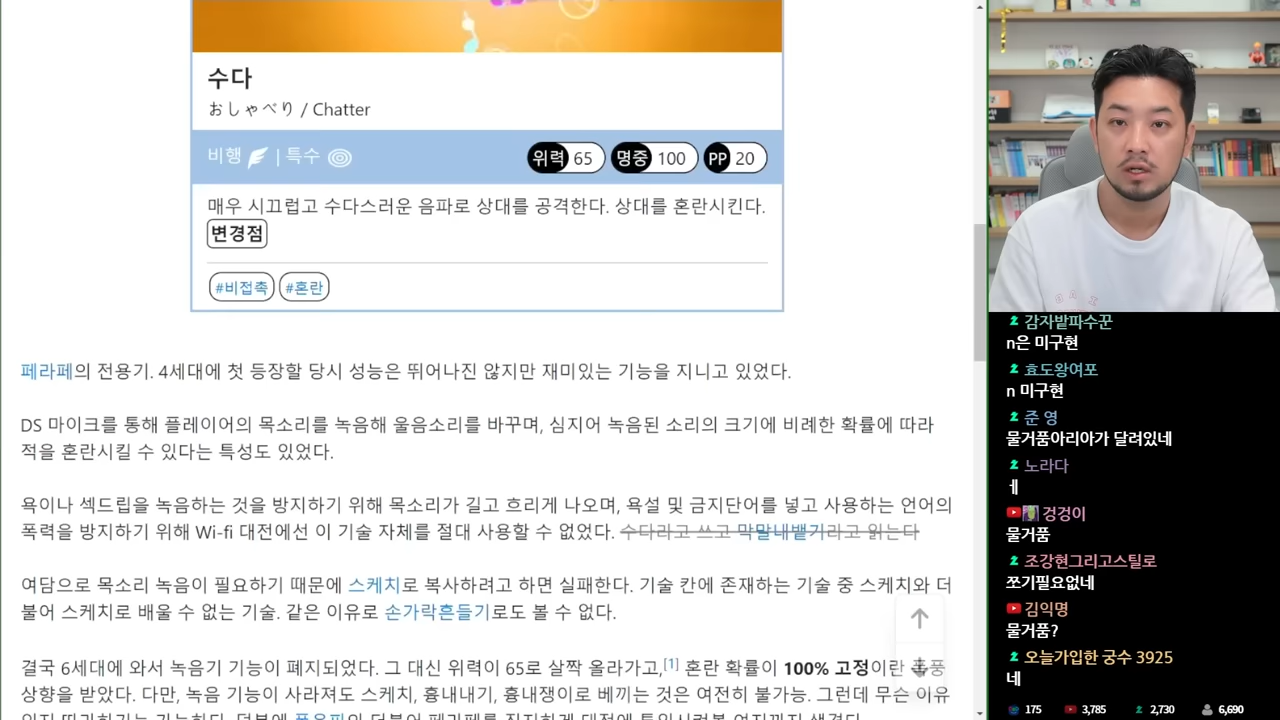 수다
おしゃべり / Chatter
비행 | 특수 위력 65 명중 100 PP 20
매우 시끄럽고 수다스러운 음파로 상대를 공격한다. 상대를 혼란시킨다.
변경점
#비접촉 #혼란
페라페의 전용기. 4세대에 첫 등장할 당시 성능은 뛰어나진 않지만 재미있는 기능을 지니고 있었다.
DS 마이크를 통해 플레이어의 목소리를 녹음해 울음소리를 바꾸며, 심지어 녹음된 소리의 크기에 비례한 확률에 따라
적을 혼란시킬 수 있다는 특성도 있었다.
욕이나 섹드립을 녹음하는 것을 방지하기 위해 목소리가 길고 흐리게 나오며, 욕설 및 금지단어를 넣고 사용하는 언어의
폭력을 방지하기 위해 Wi-fi 대전에선 이 기술 자체를 절대 사용할 수 없었다. 수다라고 쓰고 막말내뱉기라고 읽는다
여담으로 목소리 녹음이 필요하기 때문에 스케치로 복사하려고 하면 실패한다. 기술 칸에 존재하는 기술 중 스케치와 더
불어 스케치로 배울 수 없는 기술. 같은 이유로 손가락흔들기로도 볼 수 없다.
결국 6세대에 와서 녹음기 기능이 폐지되었다. 그 대신 위력이 65로 살짝 올라가고,[1] 혼란 확률이 100% 고정이란 폭풍
상향을 받았다. 다만, 녹음 기능이 사라져도 스케치, 흉내내기, 흉내쟁이로 베끼는 것은 여전히 불가능. 그런데 무슨 이유
감자밭파수꾼
n은 미구현
효도왕여포
n 미구현
준 영
물거품아리아가 달려있네
노라다
ㅔ
겅겅이
물거품
조강현그리고스틸로
쪼기필요없네
김익명
물거품?
오늘가입한 궁수 3925
네
175 3,785 2,730 6,690